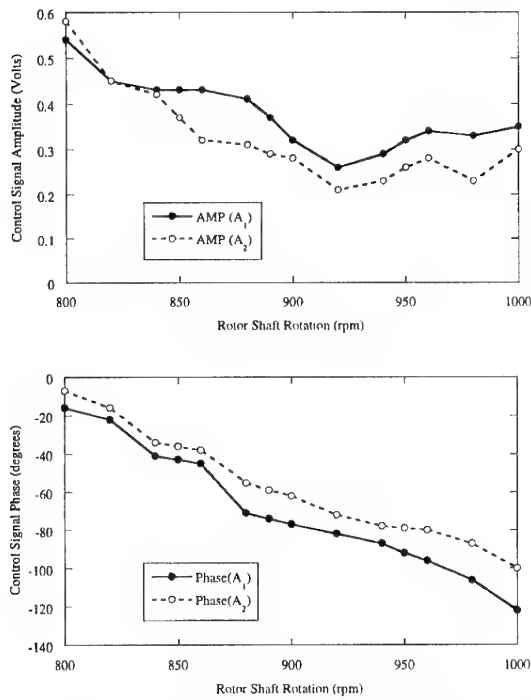 0.6
0.5
0.4
0.3
0.2
0.1
0
Control Signal Amplitude (Volts)
AMP (A1)
AMP (A2)
800 850 900 950 1000
Rotor Shaft Rotation (rpm)
0
-20
-40
-60
-80
-100
-120
-140
Control Signal Phase (degrees)
Phase(A1)
Phase(A2)
800 850 900 950 1000
Rotor Shaft Rotation (rpm)